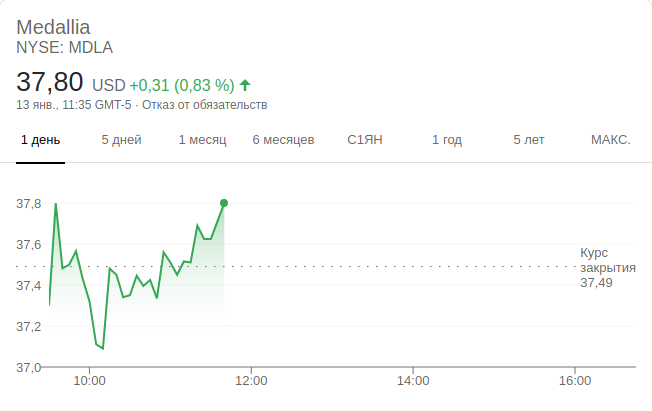 Medallia
NYSE: MDLA
37,80 USD +0,31 (0,83 %)
13 янв., 11:35 GMT-5 · Отказ от обязательств
1 день 5 дней 1 месяц 6 месяцев С1ЯН 1 год 5 лет МАКС.
37,8
37,6
Курс
закрытия
37,49
37,4
37,2
37,0
10:00 12:00 14:00 16:00